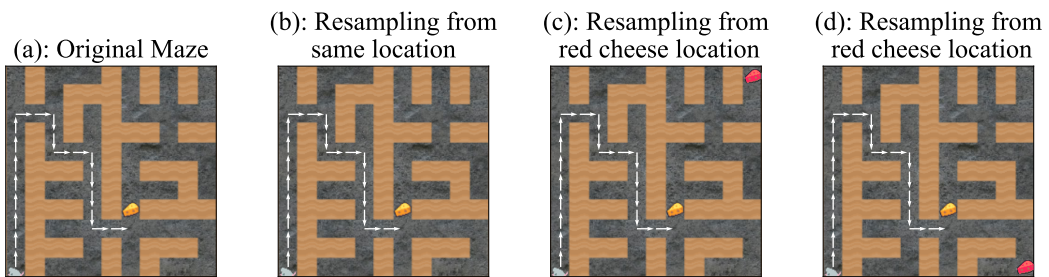 (a): Original Maze
(b): Resampling from
same location
(c): Resampling from
red cheese location
(d): Resampling from
red cheese location